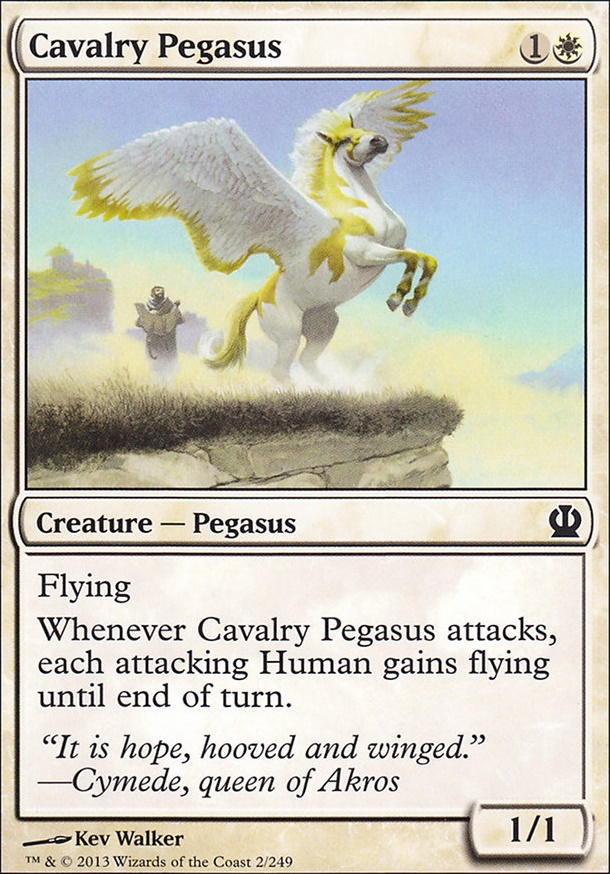 Cavalry Pegasus
1
Creature — Pegasus
Flying
Whenever Cavalry Pegasus attacks,
each attacking Human gains flying
until end of turn.
“It is hope, hooved and winged.”
—Cymede, queen of Akros
1/1
Kev Walker
™ & © 2013 Wizards of the Coast 2/249